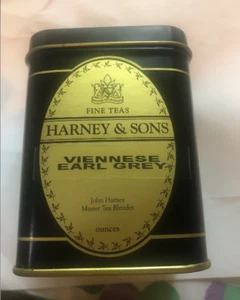 FINE TEAS
HARNEY & SONS
VIENNESE
EARL GREY
John Harney
Master Tea Blender
ounces